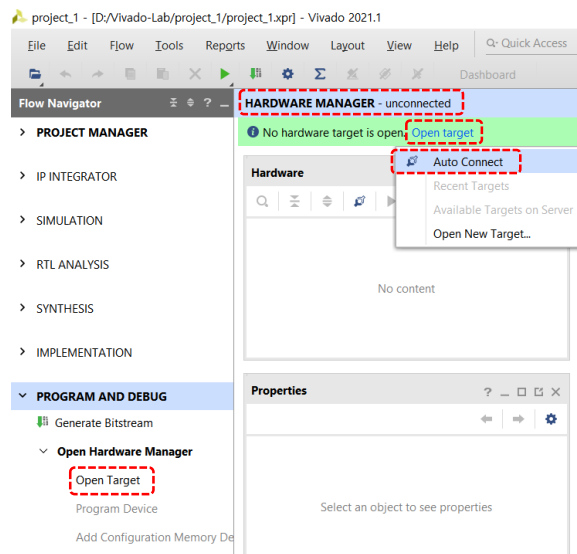 project_1 - [D:/Vivado-Lab/project_1/project_1.xpr] - Vivado 2021.1
File Edit Flow Tools Reports Window Layout View Help Q- Quick Access
Dashboard
Flow Navigator
HARDWARE MANAGER - unconnected
No hardware target is open. Open target
PROJECT MANAGER
IP INTEGRATOR
SIMULATION
RTL ANALYSIS
SYNTHESIS
IMPLEMENTATION
PROGRAM AND DEBUG
Generate Bitstream
Open Hardware Manager
Open Target
Program Device
Add Configuration Memory De
Auto Connect
Recent Targets
Available Targets on Server
Open New Target...
Hardware
No content
Properties
Select an object to see properties